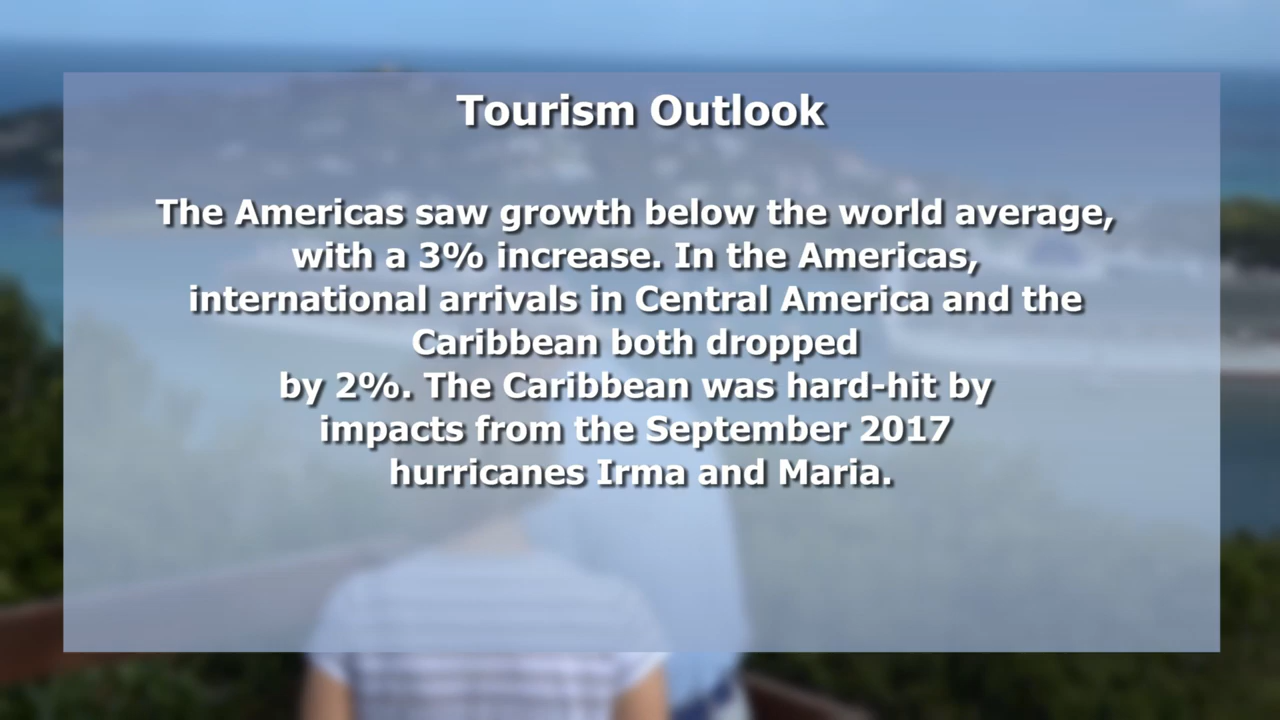 Tourism Outlook
The Americas saw growth below the world average,
with a 3% increase. In the Americas,
international arrivals in Central America and the
Caribbean both dropped
by 2%. The Caribbean was hard-hit by
impacts from the September 2017
hurricanes Irma and Maria.